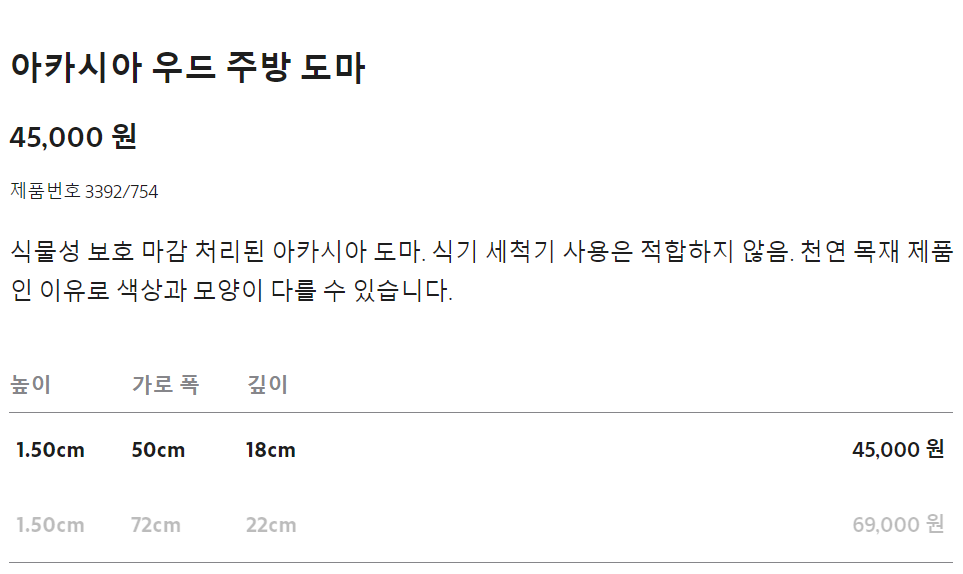 아카시아 우드 주방 도마
45,000 원
제품번호 3392/754
식물성 보호 마감 처리된 아카시아 도마. 식기 세척기 사용은 적합하지 않음. 천연 목재 제품
인 이유로 색상과 모양이 다를 수 있습니다.
높이 가로 폭 깊이
1.50cm 50cm 18cm 45,000 원
1.50cm 72cm 22cm 69,000 원